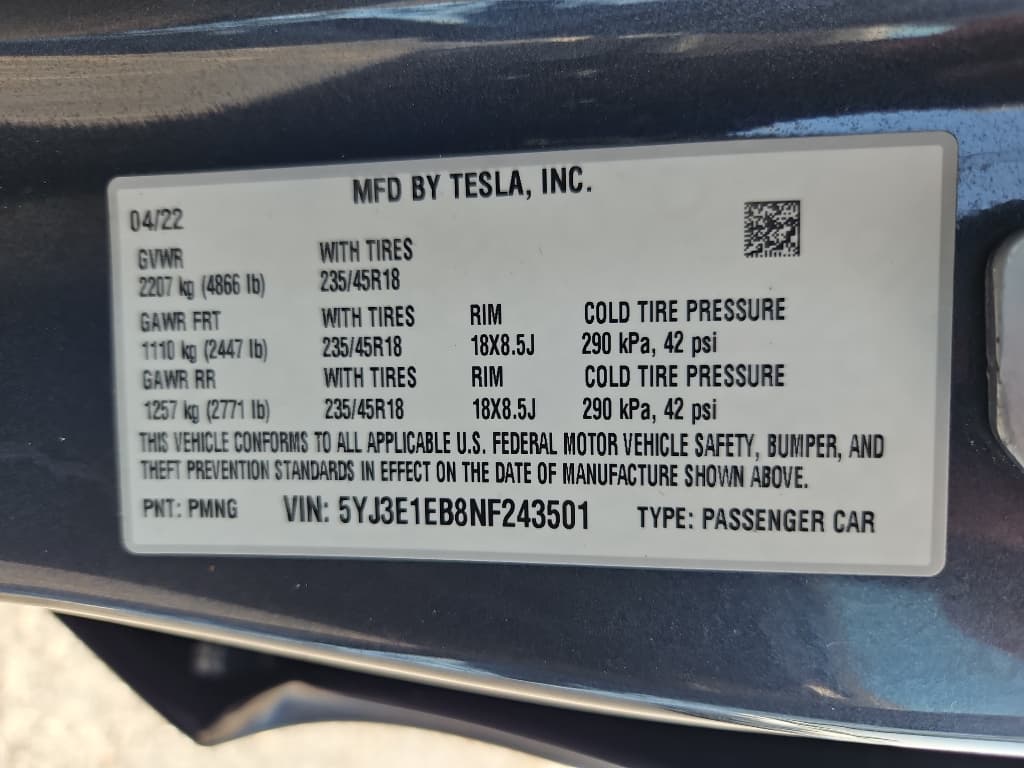 MFD BY TESLA, INC.
04/22
GVWR WITH TIRES
2207 kg (4866 lb) 235/45R18
GAWR FRT WITH TIRES RIM COLD TIRE PRESSURE
1110 kg (2447 lb) 235/45R18 18X8.5J 290 kPa, 42 psi
GAWR RR WITH TIRES RIM COLD TIRE PRESSURE
1257 kg (2771 lb) 235/45R18 18X8.5J 290 kPa, 42 psi
THIS VEHICLE CONFORMS TO ALL APPLICABLE U.S. FEDERAL MOTOR VEHICLE SAFETY, BUMPER, AND
THEFT PREVENTION STANDARDS IN EFFECT ON THE DATE OF MANUFACTURE SHOWN ABOVE.
PNT: PMNG VIN: 5YJ3E1EB8NF243501 TYPE: PASSENGER CAR